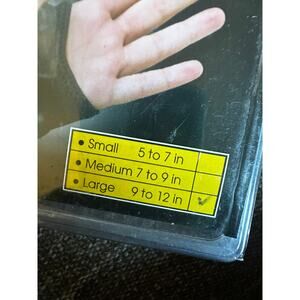 • Small 5 to 7 in
• Medium 7 to 9 in
• Large 9 to 12 in ✓